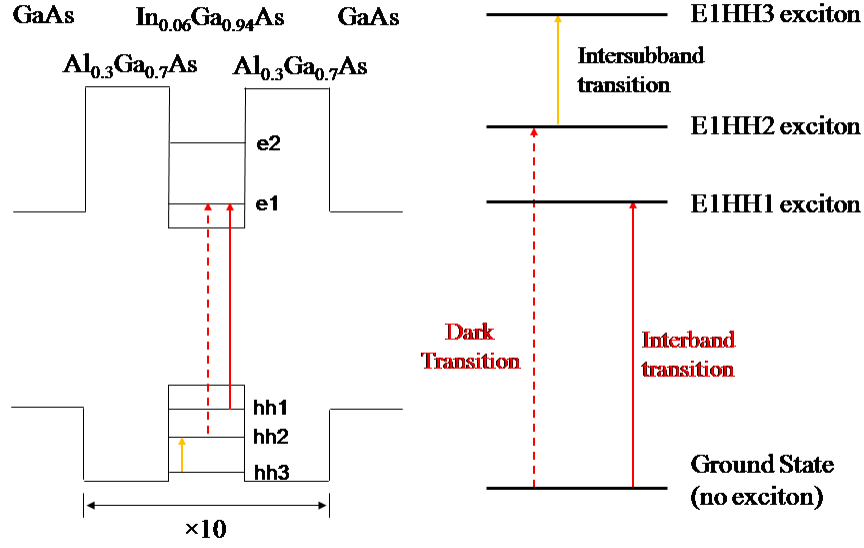 GaAs
In₀.₀₆Ga₀.₉₄As
GaAs
Al₀.₃Ga₀.₇As
Al₀.₃Ga₀.₇As
e2
e1
hh1
hh2
hh3
×10
E1HH3 exciton
Intersubband
transition
E1HH2 exciton
E1HH1 exciton
Dark
Transition
Interband
transition
Ground State
(no exciton)